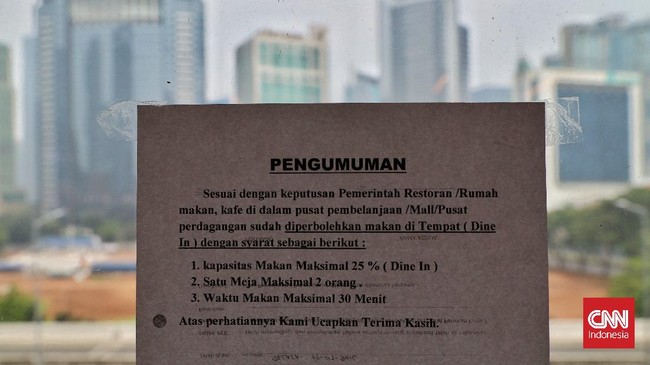 PENGUMUMAN
Sesuai dengan keputusan Pemerintah Restoran /Rumah
makan, kafe di dalam pusat pembelanjaan /Mall/Pusat
perdagangan sudah diperbolehkan makan di Tempat ( Dine
In ) dengan syarat sebagai berikut :
1. kapasitas Makan Maksimal 25 % ( Dine In )
2. Satu Meja Maksimal 2 orang .
3. Waktu Makan Maksimal 30 Menit
Atas perhatiannya Kami Ucapkan Terima Kasih.
CNN
Indonesia